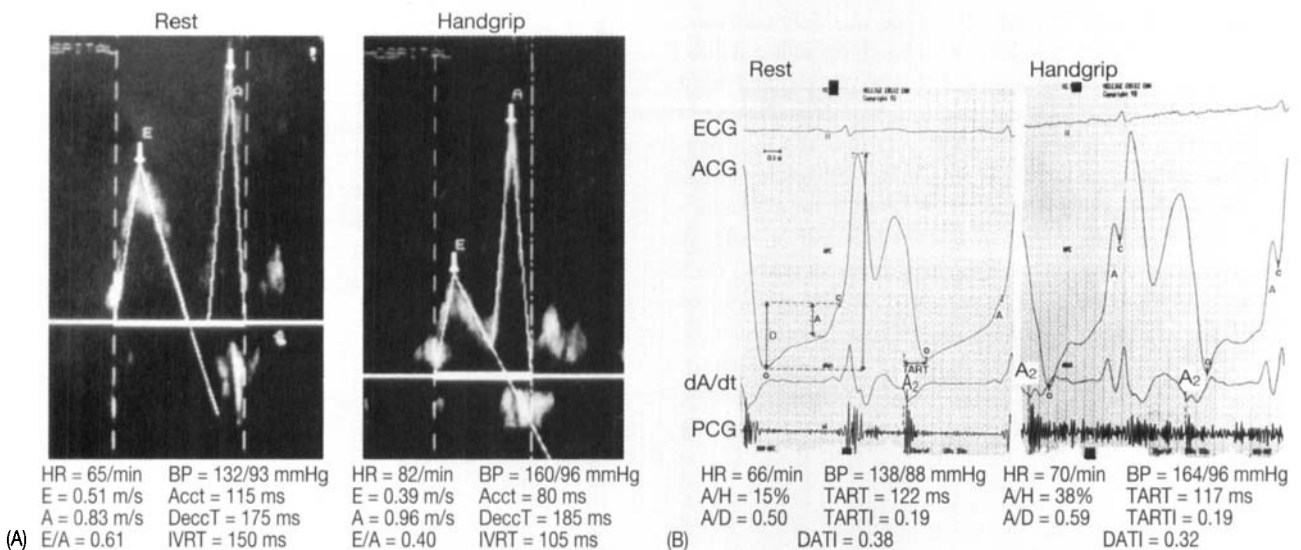 Rest
Handgrip
E
A
E
HR = 65/min BP = 132/93 mmHg
E = 0.51 m/s Acct = 115 ms
A = 0.83 m/s DeccT = 175 ms
E/A = 0.61 IVRT = 150 ms
HR = 82/min BP = 160/96 mmHg
E = 0.39 m/s Acct = 80 ms
A = 0.96 m/s DeccT = 185 ms
E/A = 0.40 IVRT = 105 ms
(A)
Rest
Handgrip
ECG
II
II
ACG
C
A
D
O
A
O
TART
A₂
C
A
O
A₂
A₂
O
A
C
dA/dt
PCG
HR = 66/min BP = 138/88 mmHg
A/H = 15% TART = 122 ms
A/D = 0.50 TARTI = 0.19
DATI = 0.38
HR = 70/min BP = 164/96 mmHg
A/H = 38% TART = 117 ms
A/D = 0.59 TARTI = 0.19
DATI = 0.32
(B)